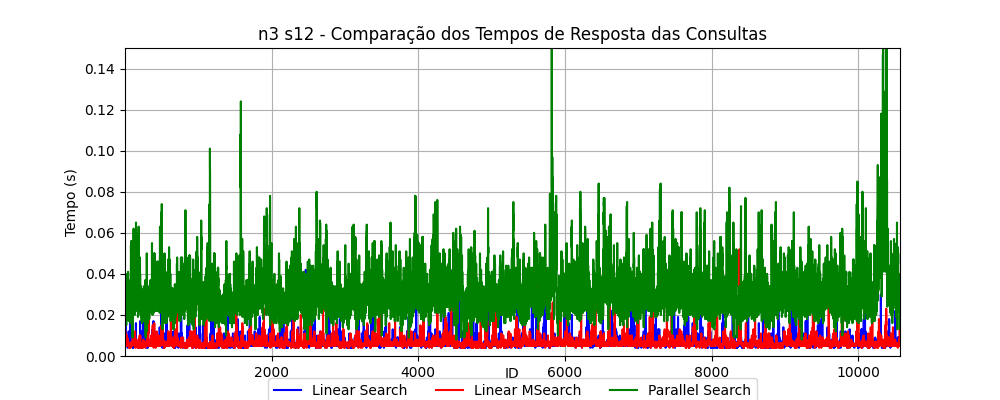 n3 s12 - Comparação dos Tempos de Resposta das Consultas
Tempo (s)
0.14
0.12
0.10
0.08
0.06
0.04
0.02
0.00
2000 4000 6000 8000 10000
ID
Linear Search Linear MSearch Parallel Search